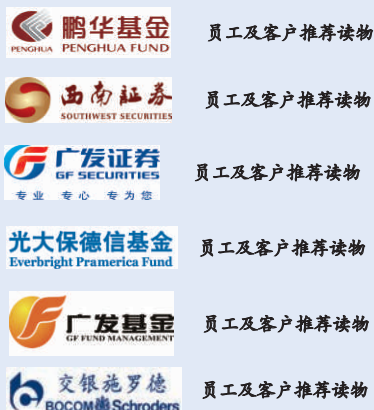 鹏华基金 员工及客户推荐读物
PENGHUA PENGHUA FUND
西南証券 员工及客户推荐读物
SOUTHWEST SECURITIES
广发证券 员工及客户推荐读物
GF SECURITIES
专业 专心 专为您
光大保德信基金 员工及客户推荐读物
Everbright Pramerica Fund
广发基金 员工及客户推荐读物
GF FUND MANAGEMENT
交银施罗德 员工及客户推荐读物
BOCOM Schroders